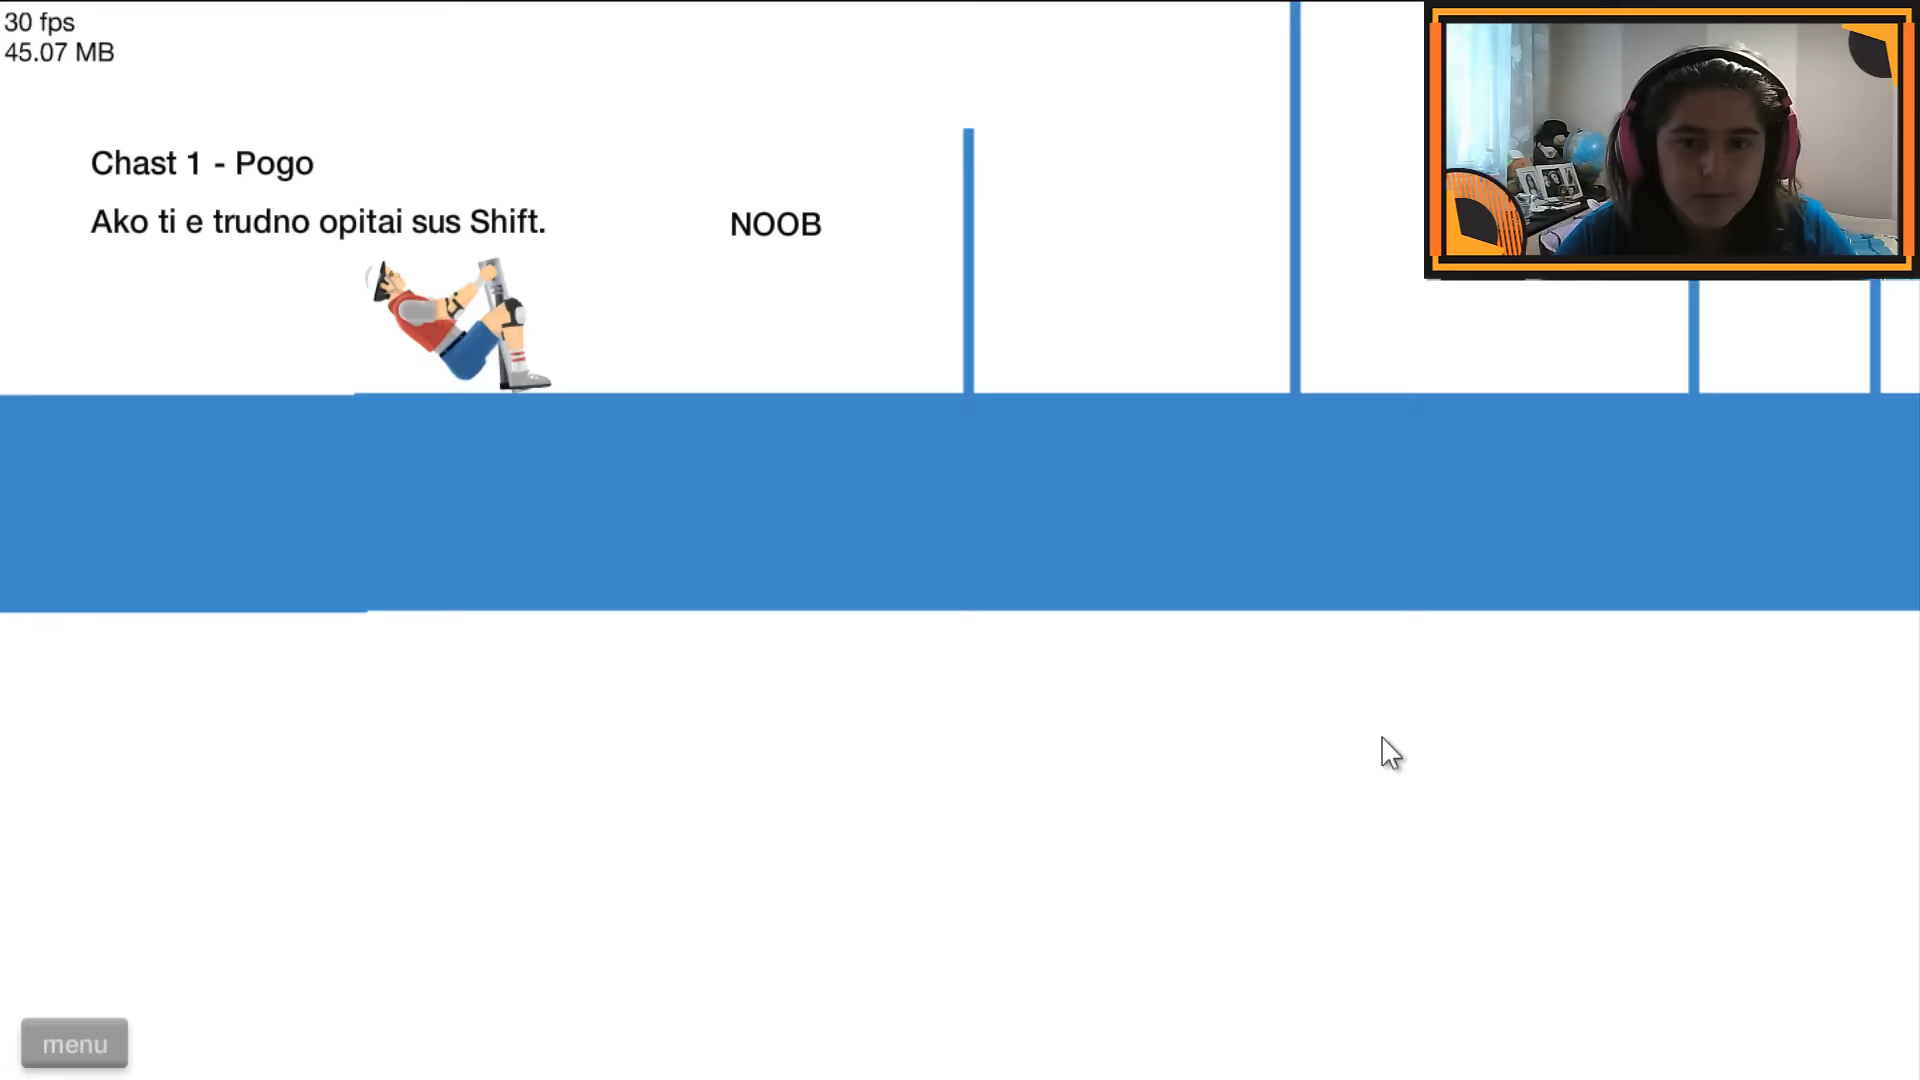 30 fps
45.07 MB
Chast 1 - Pogo
Ako ti e trudno opitai sus Shift.
NOOB
menu